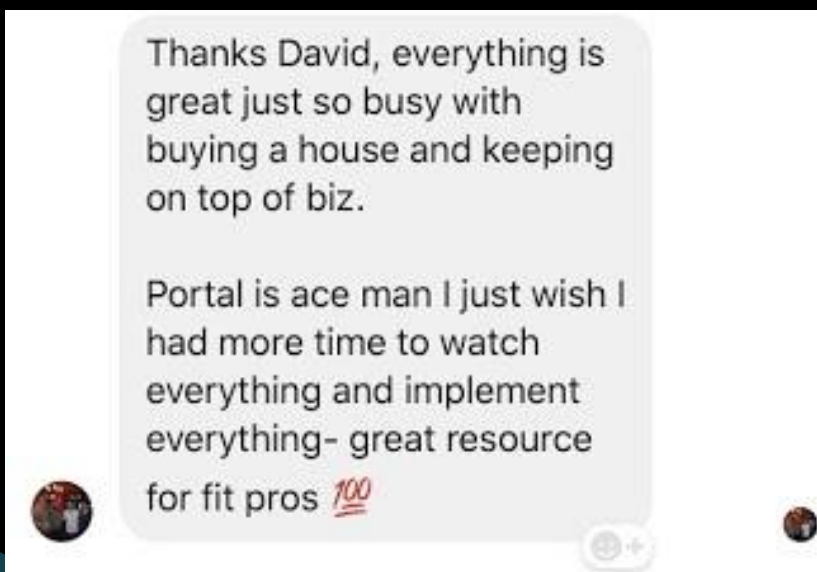 Thanks David, everything is
great just so busy with
buying a house and keeping
on top of biz.
Portal is ace man I just wish I
had more time to watch
everything and implement
everything- great resource
for fit pros 💯